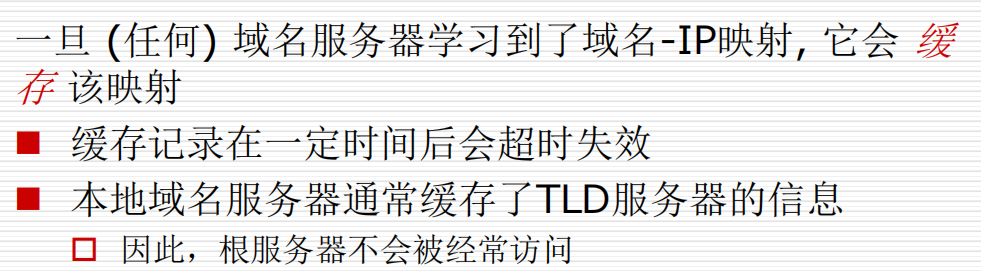 一旦 (任何) 域名服务器学习到了域名-IP映射, 它会 缓
存 该映射
■ 缓存记录在一定时间后会超时失效
■ 本地域名服务器通常缓存了TLD服务器的信息
□ 因此，根服务器不会被经常访问